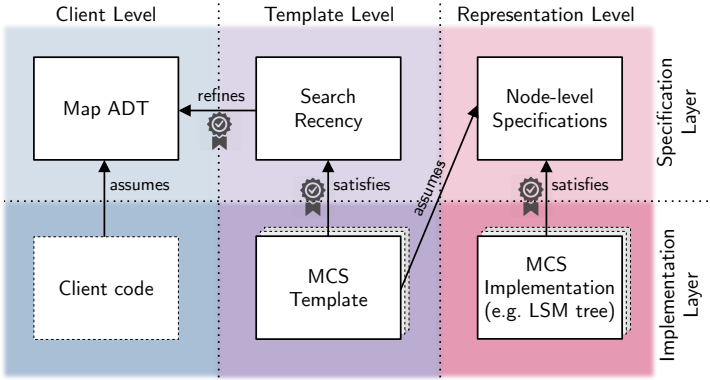 Client Level
Template Level
Representation Level
Map ADT
refines
Search
Recency
Node-level
Specifications
Specification
Layer
assumes
satisfies
assumes
satisfies
Client code
MCS
Template
MCS
Implementation
(e.g. LSM tree)
Implementation
Layer